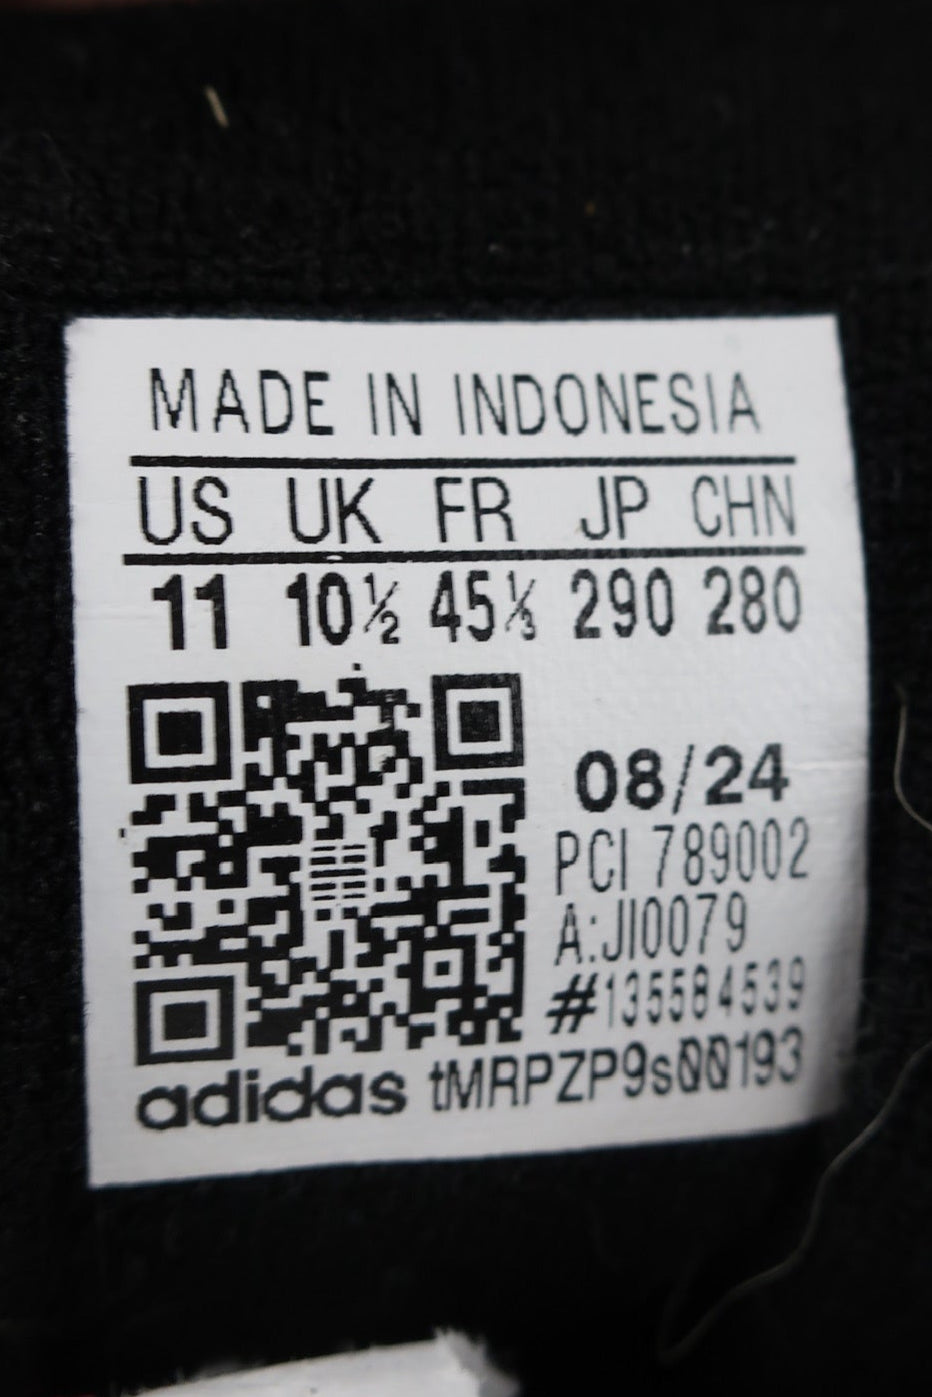 MADE IN INDONESIA
US UK FR JP CHN
11 10½ 45⅓ 290 280
08/24
PCI 789002
A:JI0079
#135584539
adidas tMRPZP9s00193